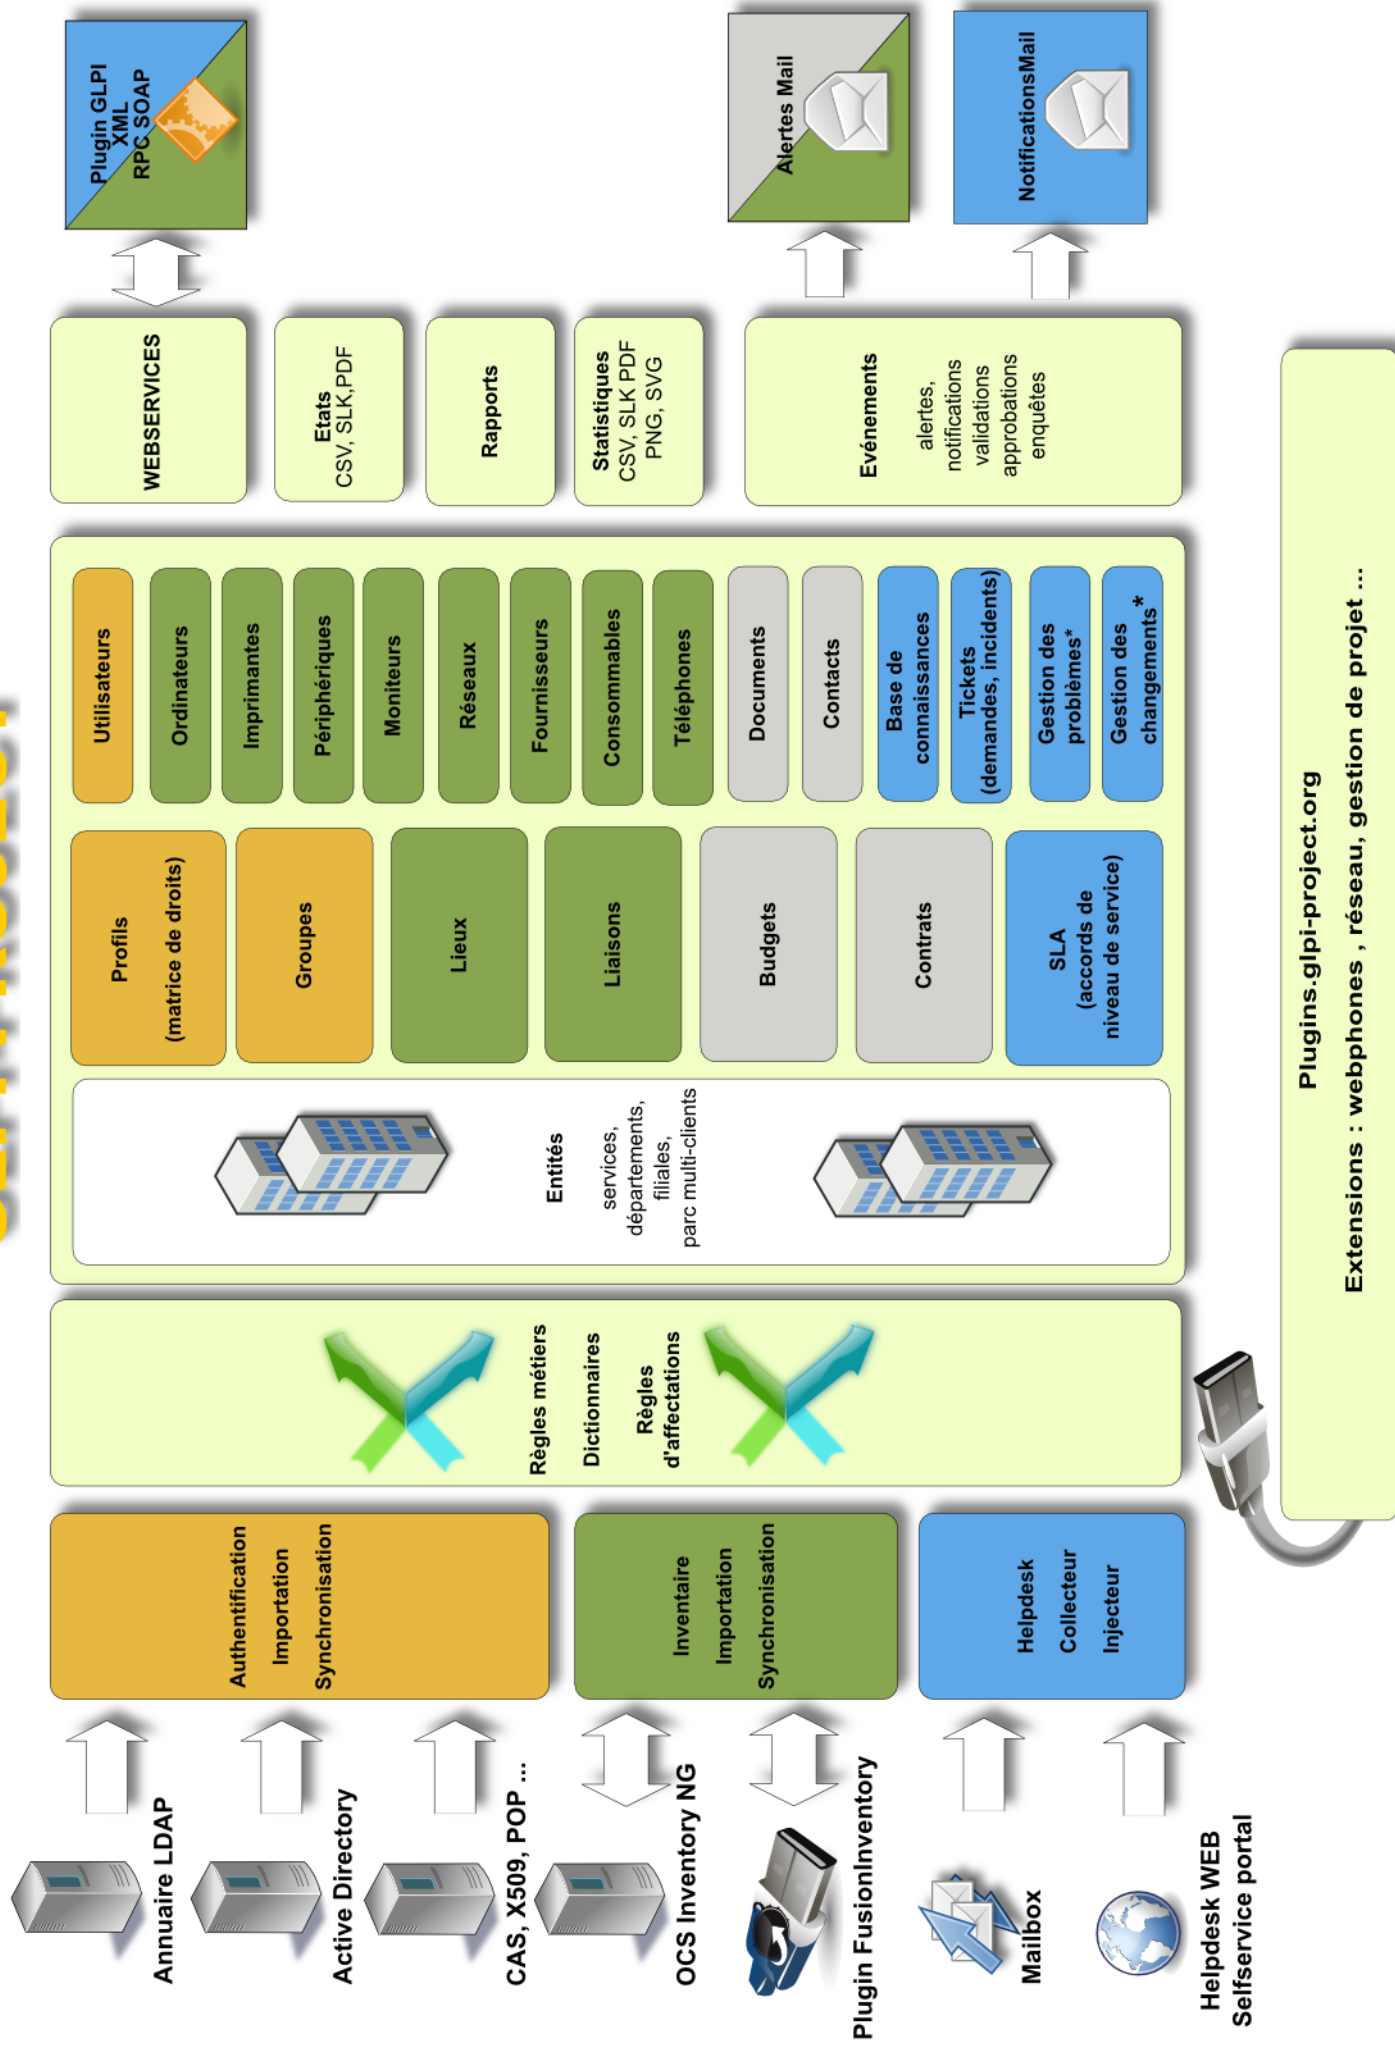 Annuaire LDAP
Active Directory
CAS, X509, POP ...
OCS Inventory NG
Plugin FusionInventory
Mailbox
Helpdesk WEB
Selfservice portal
Authentification
Importation
Synchronisation
Inventaire
Importation
Synchronisation
Helpdesk
Collecteur
Injecteur
Règles métiers
Dictionnaires
Règles
d'affectations
Entités
services,
départements,
filiales,
parc multi-clients
Profils
(matrice de droits)
Groupes
Lieux
Liaisons
Budgets
Contrats
SLA
(accords de
niveau de service)
Utilisateurs
Ordinateurs
Imprimantes
Périphériques
Moniteurs
Réseaux
Fournisseurs
Consommables
Téléphones
Documents
Contacts
Base de
connaissances
Tickets
(demandes, incidents)
Gestion des
problèmes*
Gestion des
changements*
WEBSERVICES
Etats
CSV, SLK,PDF
Rapports
Statistiques
CSV, SLK PDF
PNG, SVG
Evénements
alertes,
notifications
validations
approbations
enquêtes
Plugin GLPI
XML
RPC SOAP
Alertes Mail
NotificationsMail
Plugins.glpi-project.org
Extensions : webphones , réseau, gestion de projet ...